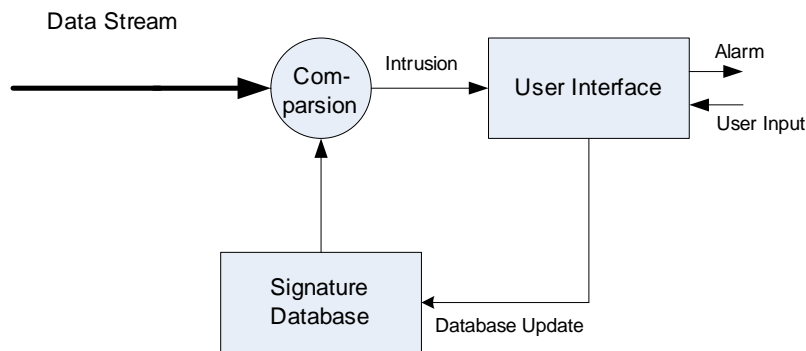 Data Stream
Com-
parsion
Intrusion
User Interface
Alarm
User Input
Signature
Database
Database Update